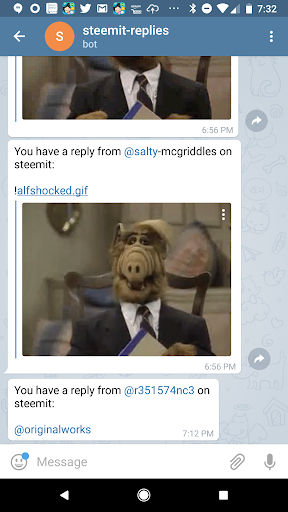 7:32
S
steemit-replies
bot
6:56 PM
You have a reply from @salty-mcgriddles on
steemit:
!alfshocked.gif
6:56 PM
You have a reply from @r351574nc3 on
steemit:
@originalworks
7:12 PM
Message